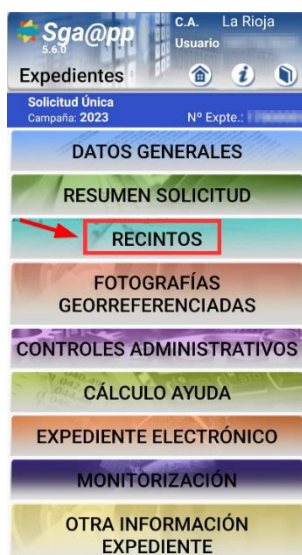 Sga@pp
5.6.0
C.A. La Rioja
Usuario
Expedientes
Solicitud Única
Campaña: 2023 Nº Expte.:
DATOS GENERALES
RESUMEN SOLICITUD
RECINTOS
FOTOGRAFÍAS
GEORREFERENCIADAS
CONTROLES ADMINISTRATIVOS
CÁLCULO AYUDA
EXPEDIENTE ELECTRÓNICO
MONITORIZACIÓN
OTRA INFORMACIÓN
EXPEDIENTE